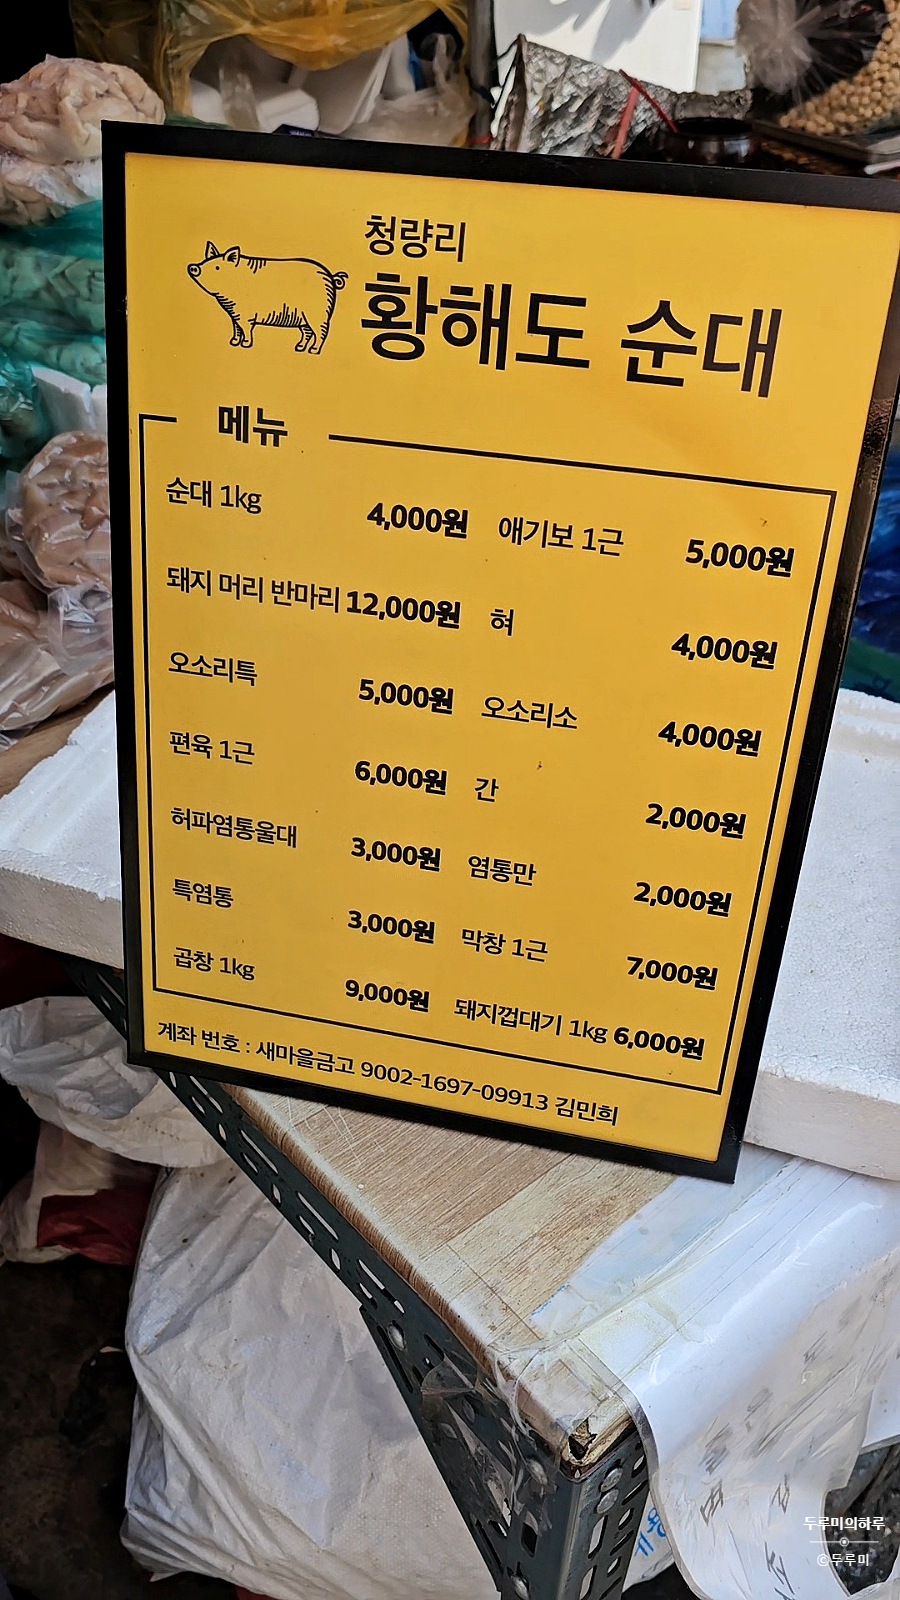 청량리
황해도 순대
메뉴
순대 1kg 4,000원 애기보 1근 5,000원
돼지 머리 반마리 12,000원 혀 4,000원
오소리특 5,000원 오소리소 4,000원
편육 1근 6,000원 간 2,000원
허파염통울대 3,000원 염통만 2,000원
특염통 3,000원 막창 1근 7,000원
곱창 1kg 9,000원 돼지껍대기 1kg 6,000원
계좌 번호 : 새마을금고 9002-1697-09913 김민희
두루미의하루
©두루미